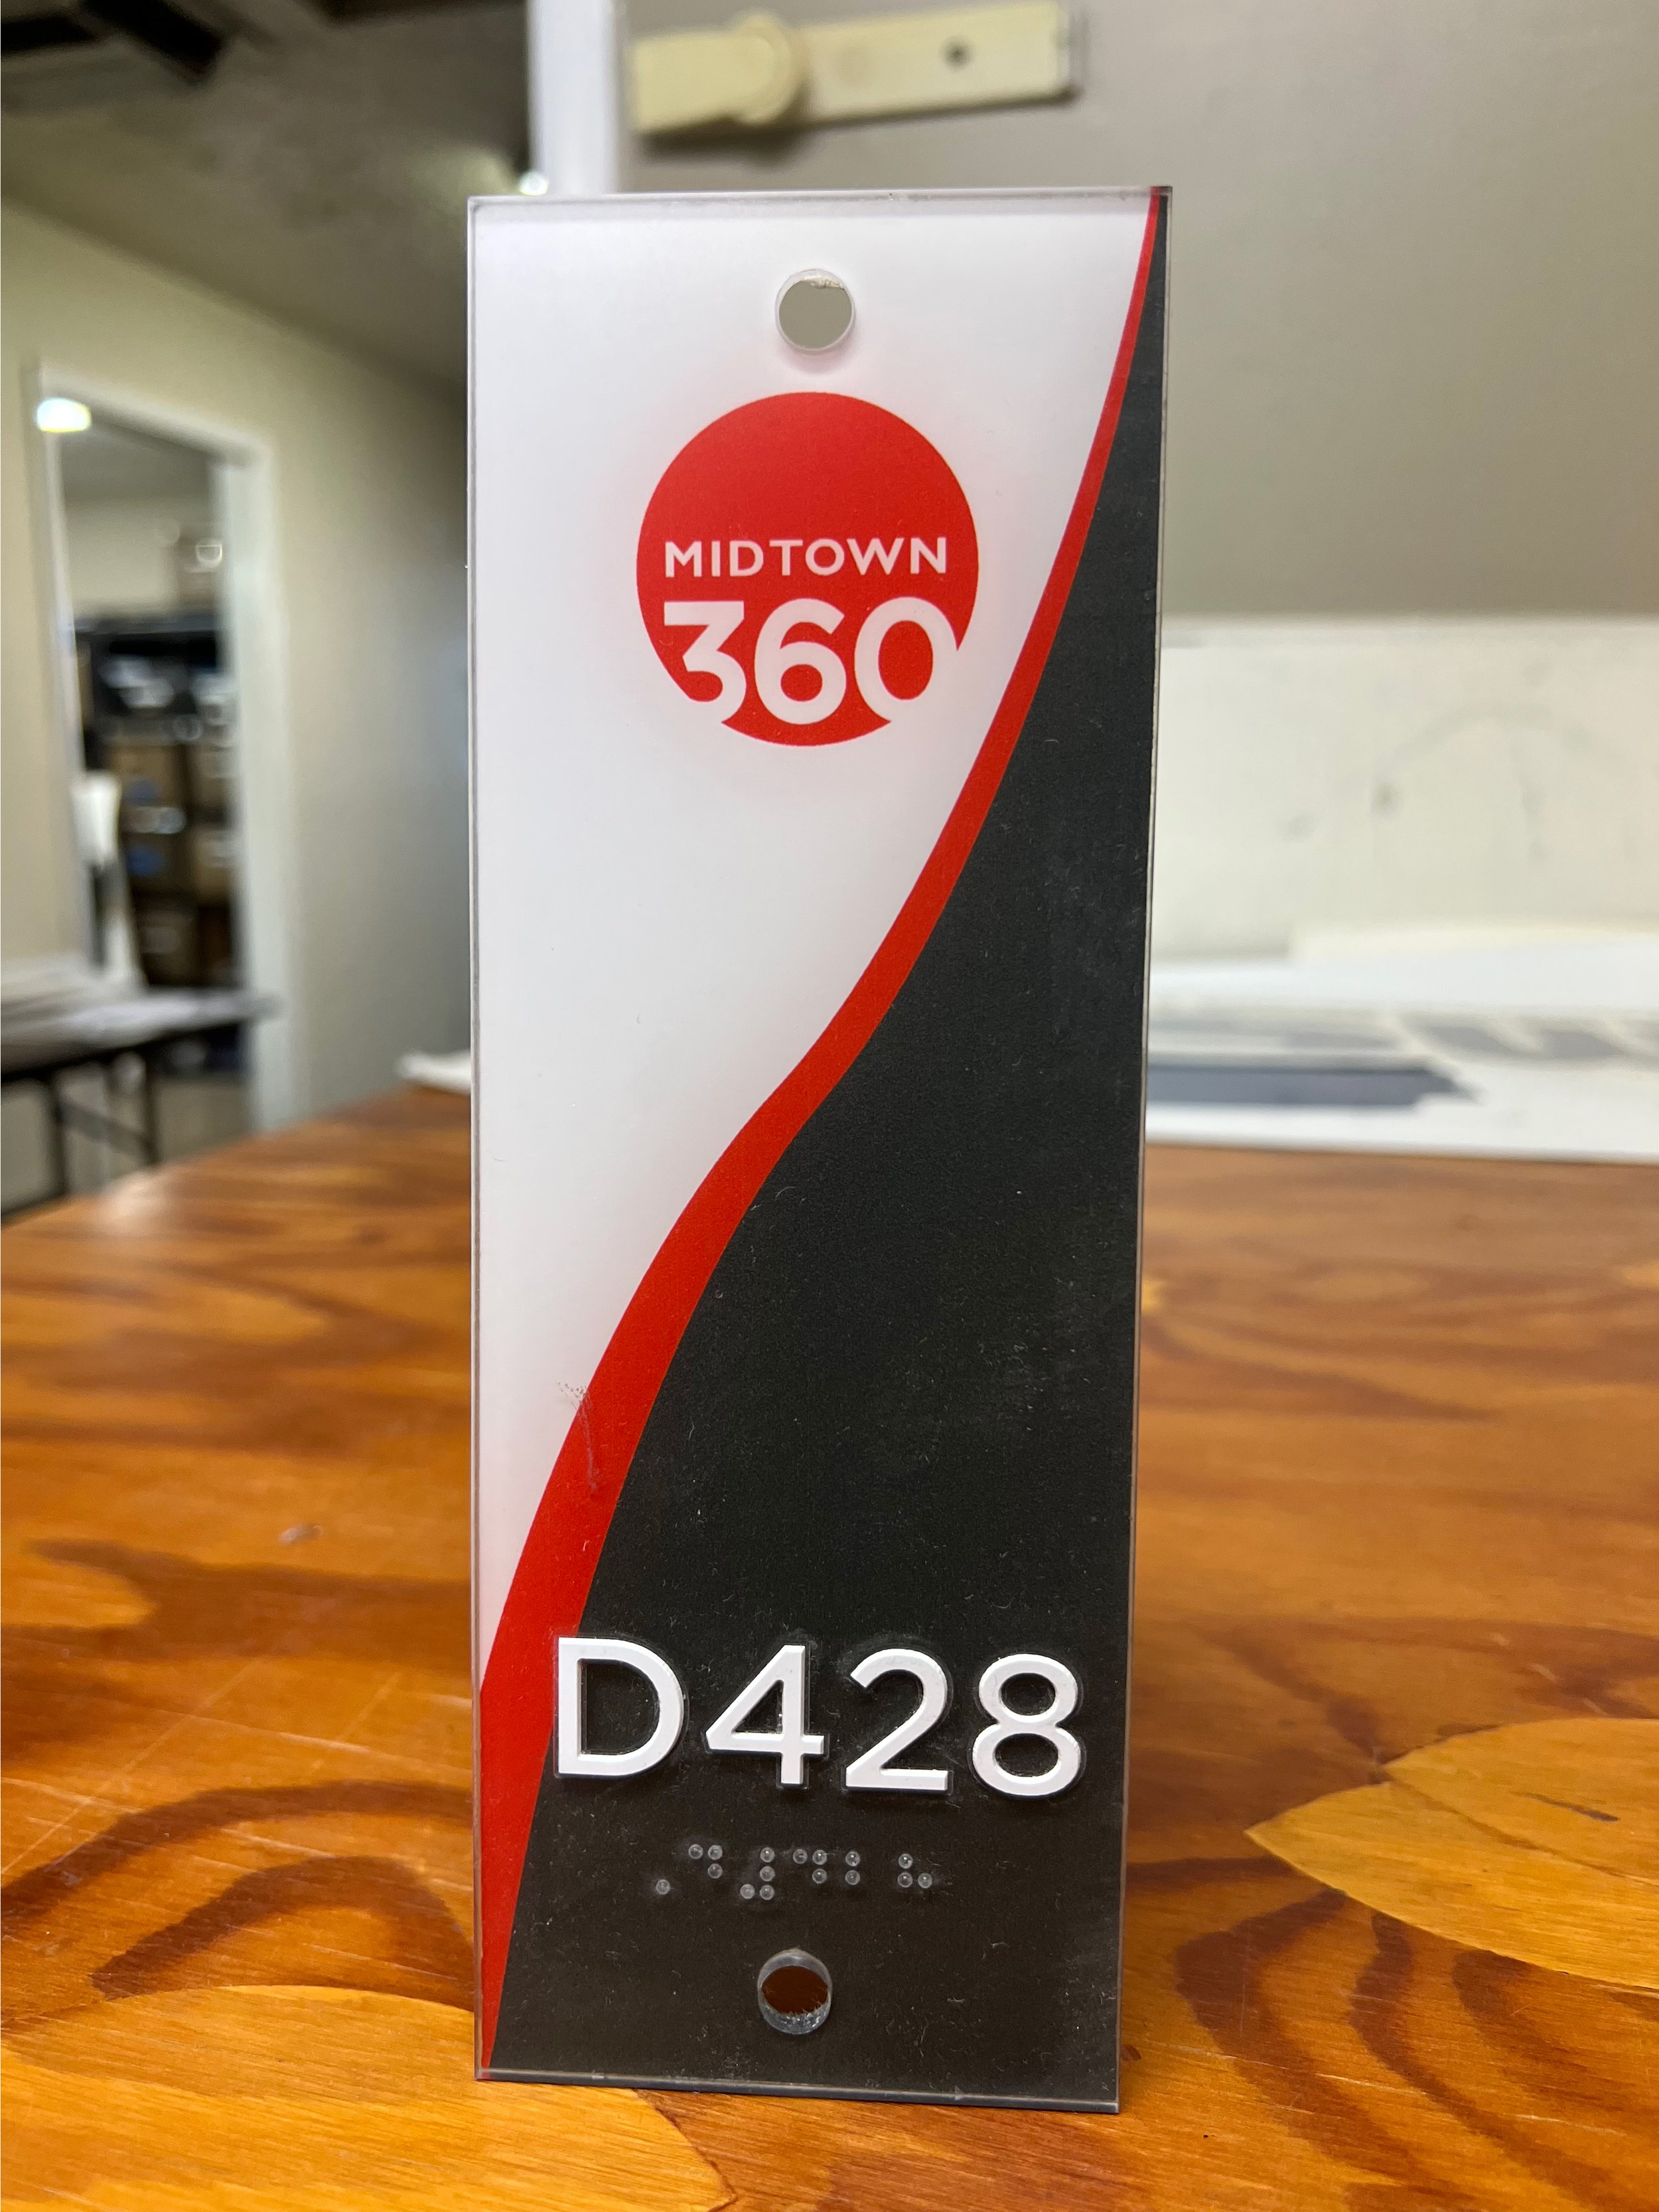 MIDTOWN
360
D428
⠠⠙⠼⠙⠃⠓